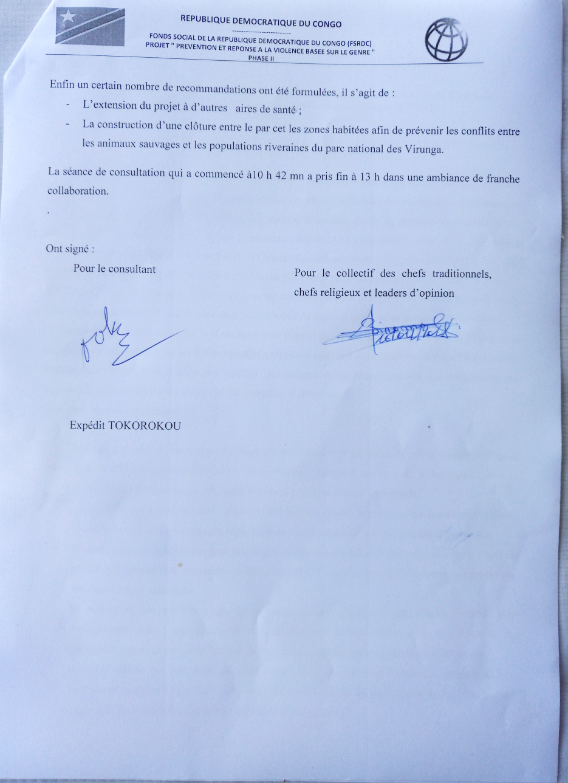 REPUBLIQUE DEMOCRATIQUE DU CONGO
FONDS SOCIAL DE LA REPUBLIQUE DEMOCRATIQUE DU CONGO (FSRDC)
PROJET " PREVENTION ET REPONSE A LA VIOLENCE BASEE SUR LE GENRE "
PHASE II
Enfin un certain nombre de recommandations ont été formulées, il s'agit de :
- L'extension du projet à d'autres aires de santé ;
- La construction d'une clôture entre le par cet les zones habitées afin de prévenir les conflits entre
les animaux sauvages et les populations riveraines du parc national des Virunga.
La séance de consultation qui a commencé à10 h 42 mn a pris fin à 13 h dans une ambiance de franche
collaboration.
.
Ont signé :
Pour le consultant
Pour le collectif des chefs traditionnels,
chefs religieux et leaders d'opinion
Expédit TOKOROKOU